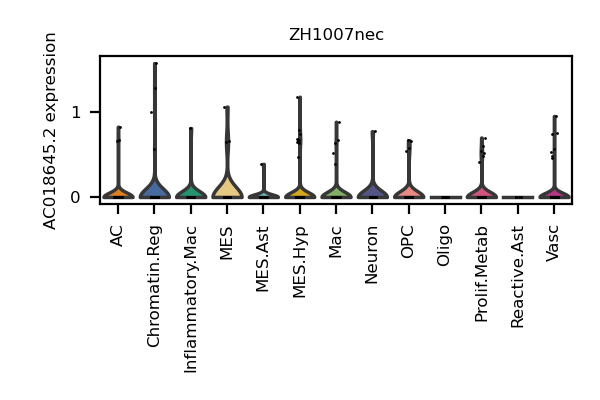 ZH1007nec
AC018645.2 expression
1
0
AC
Chromatin.Reg
Inflammatory.Mac
MES
MES.Ast
MES.Hyp
Mac
Neuron
OPC
Oligo
Prolif.Metab
Reactive.Ast
Vasc